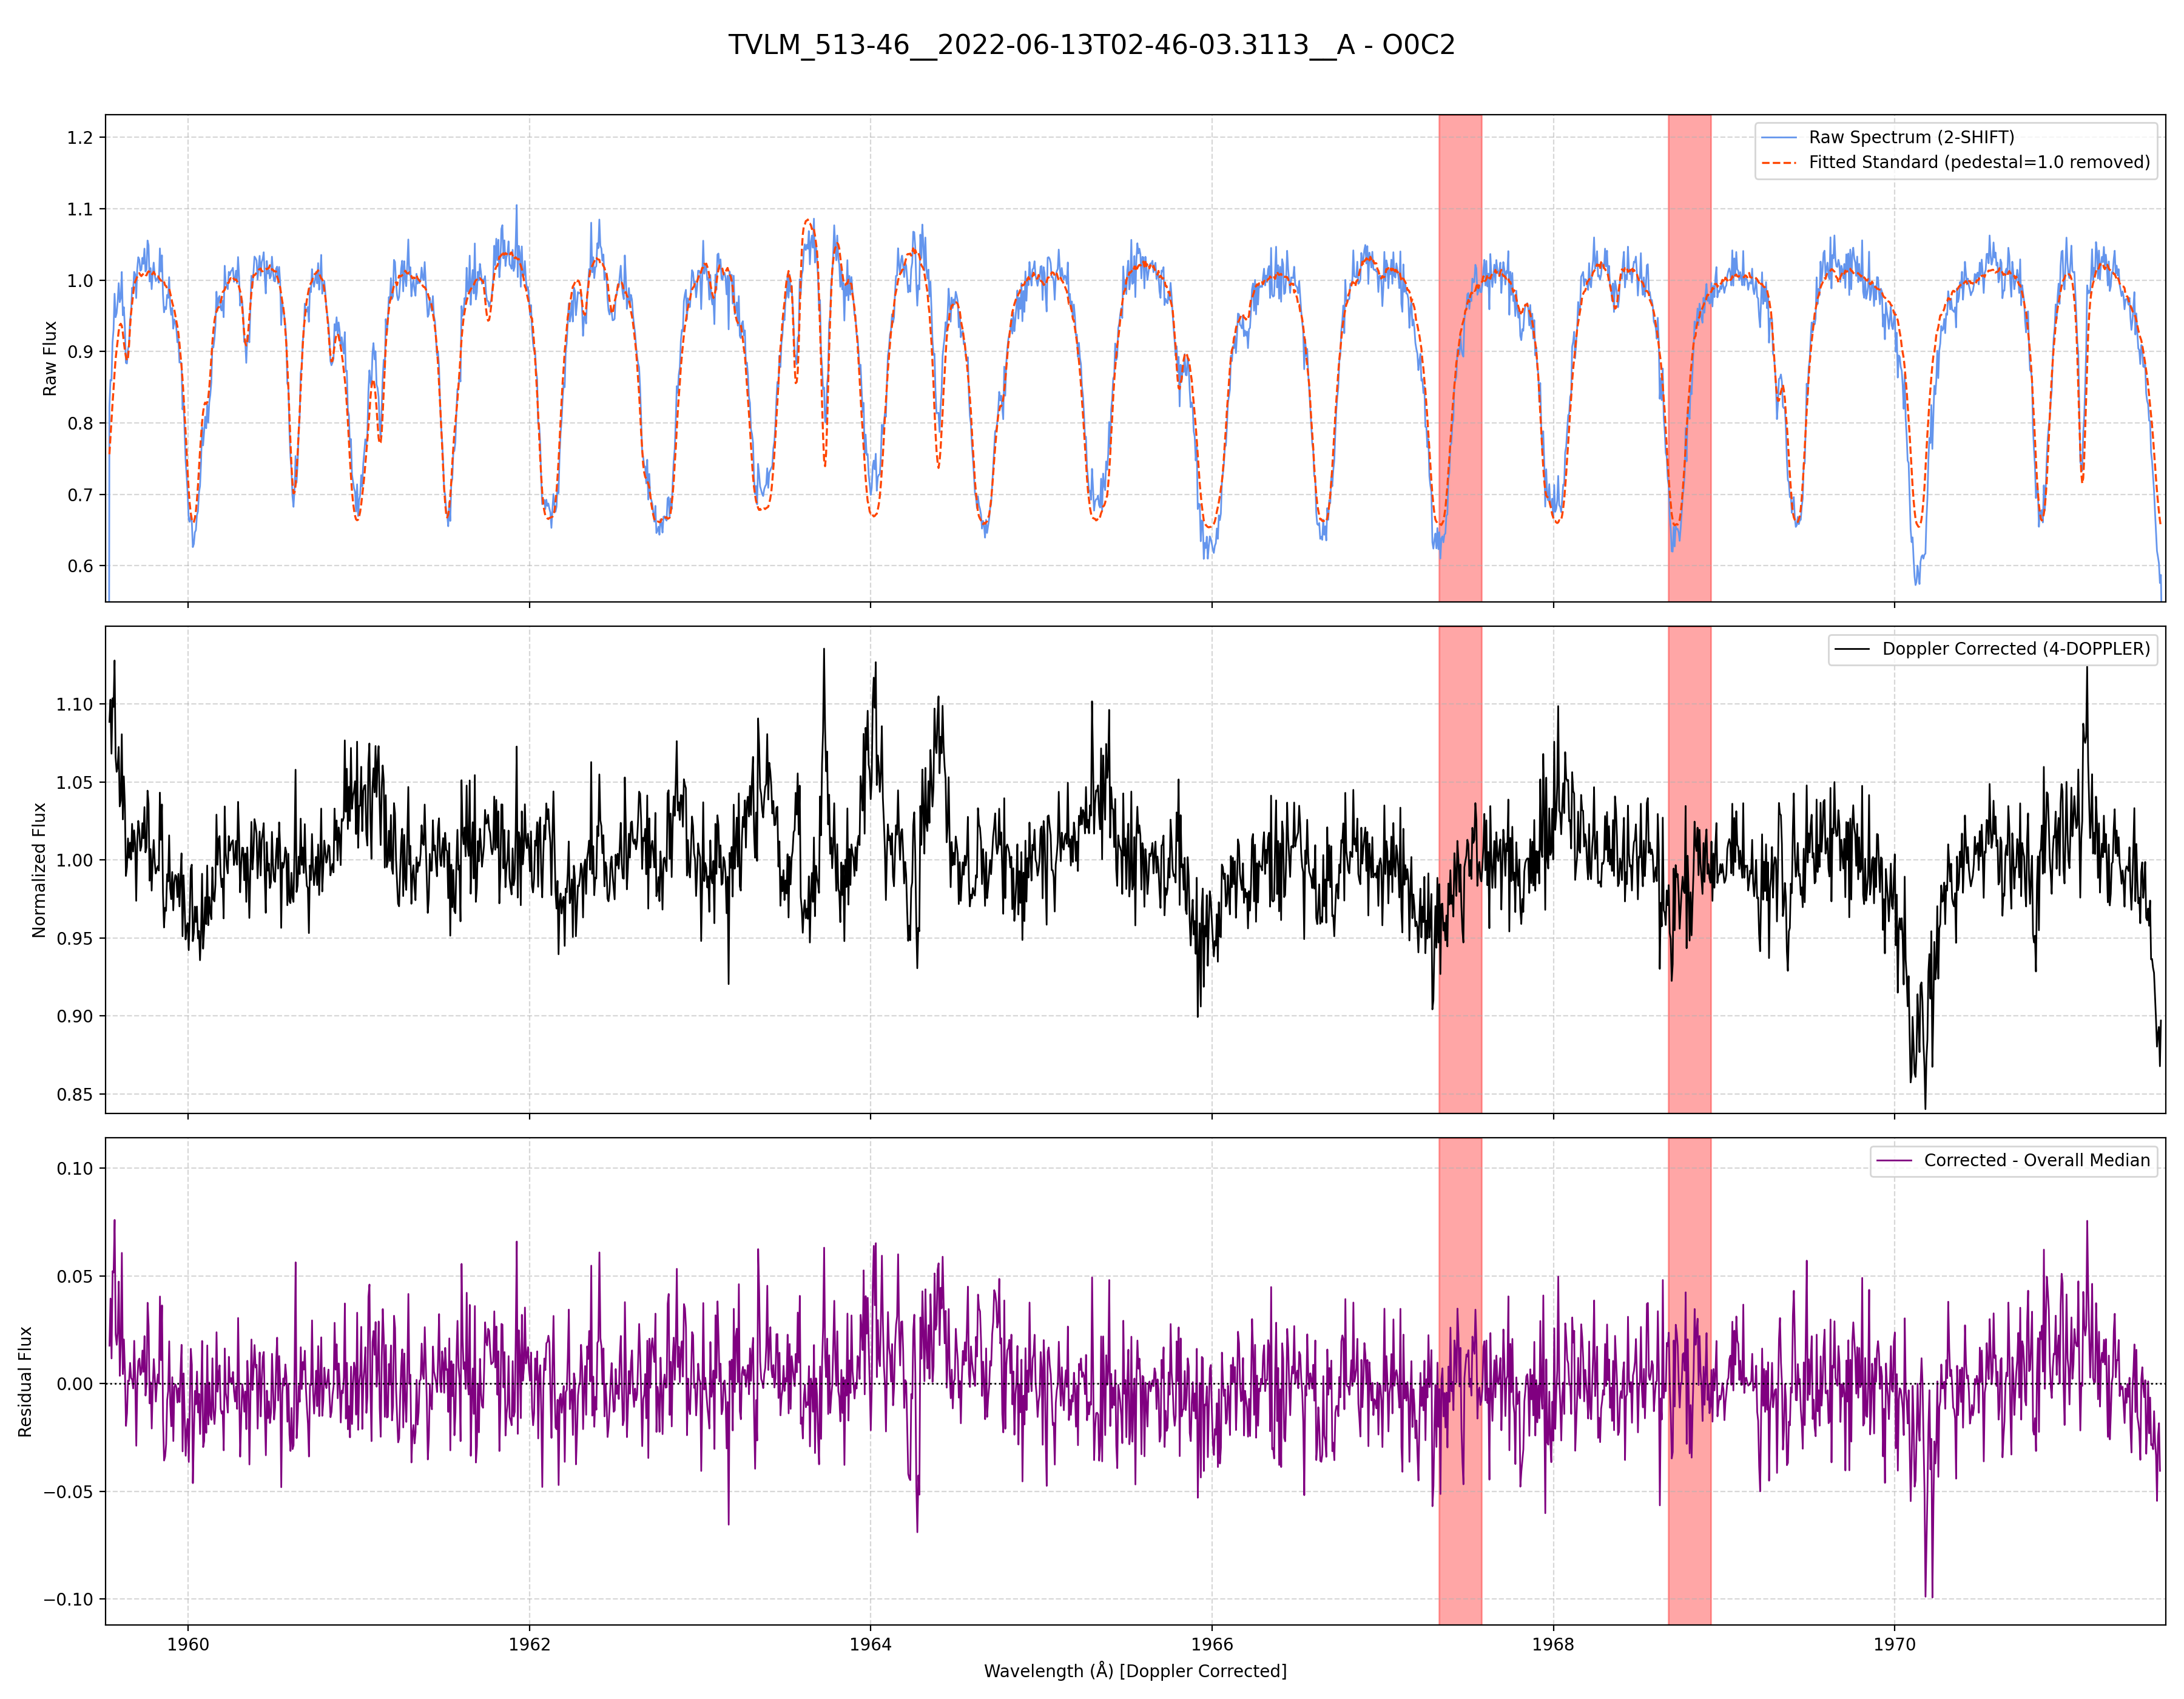 TVLM_513-46__2022-06-13T02-46-03.3113__A - O0C2
Raw Flux
1.2
1.1
1.0
0.9
0.8
0.7
0.6
Raw Spectrum (2-SHIFT)
Fitted Standard (pedestal=1.0 removed)
Normalized Flux
1.10
1.05
1.00
0.95
0.90
0.85
Doppler Corrected (4-DOPPLER)
Residual Flux
0.10
0.05
0.00
−0.05
−0.10
Corrected - Overall Median
1960 1962 1964 1966 1968 1970
Wavelength (Å) [Doppler Corrected]